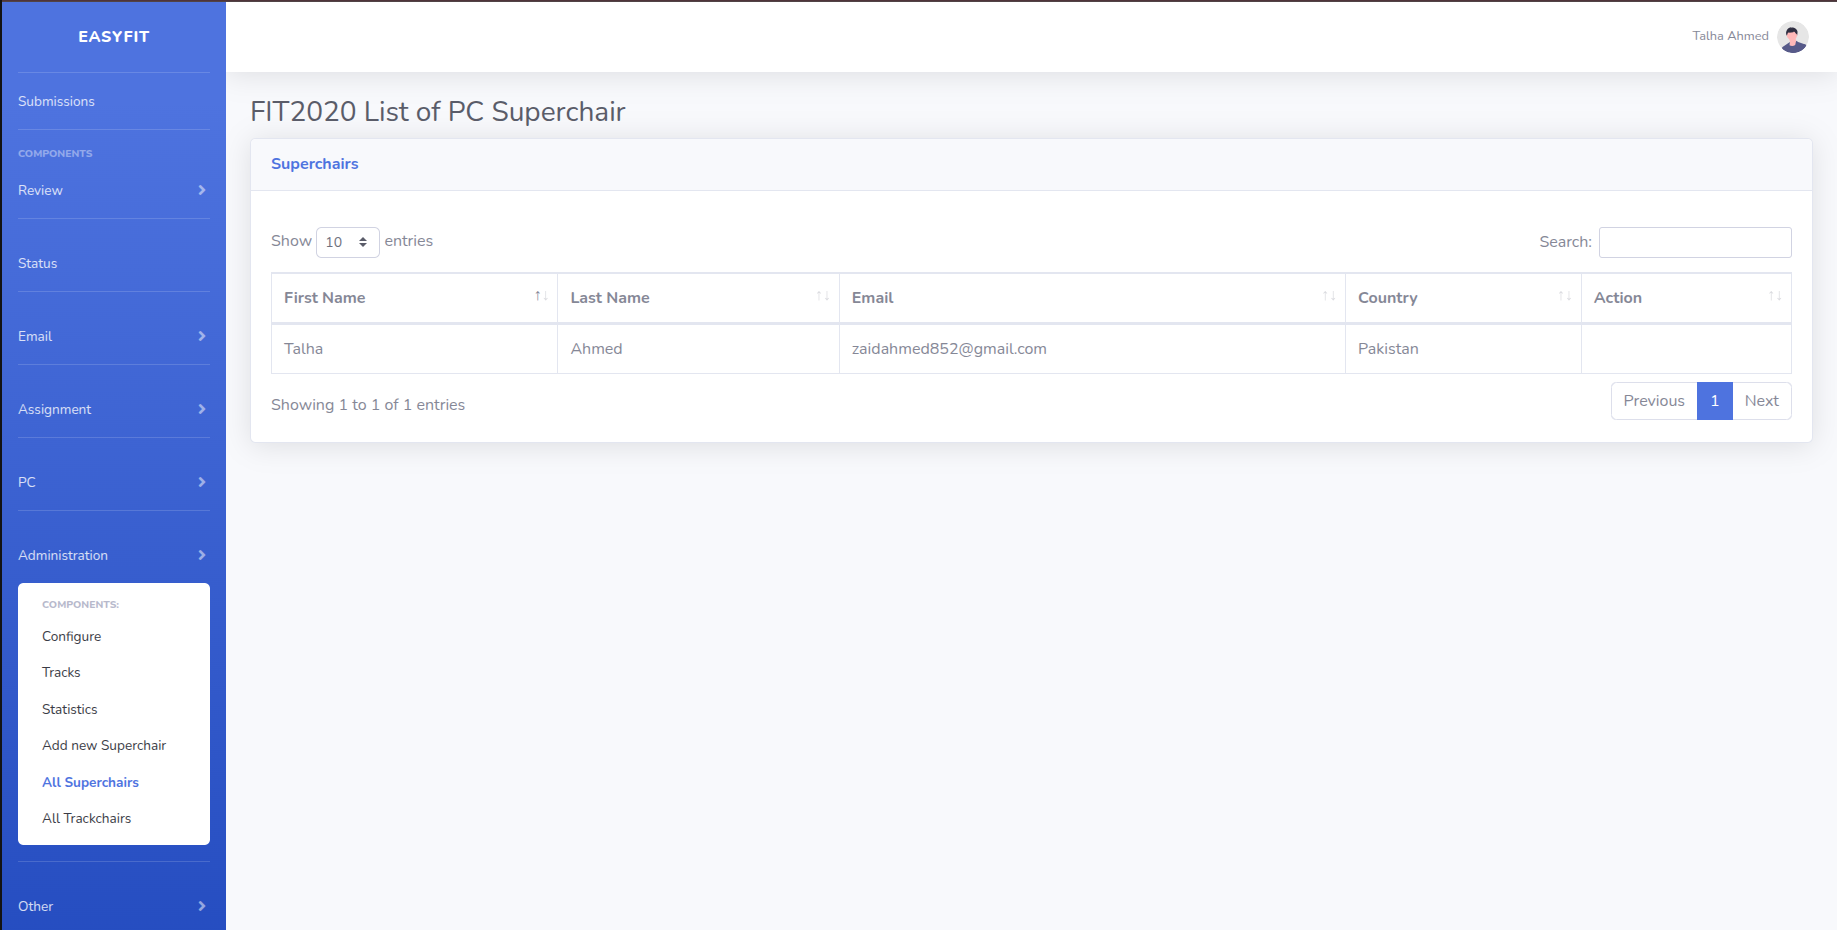 EASYFIT
Talha Ahmed
Submissions
COMPONENTS
Review
Status
Email
Assignment
PC
Administration
COMPONENTS:
Configure
Tracks
Statistics
Add new Superchair
All Superchairs
All Trackchairs
Other
FIT2020 List of PC Superchair
Superchairs
Show 10 entries Search:
First Name Last Name Email Country Action
Talha Ahmed zaidahmed852@gmail.com Pakistan
Showing 1 to 1 of 1 entries Previous 1 Next